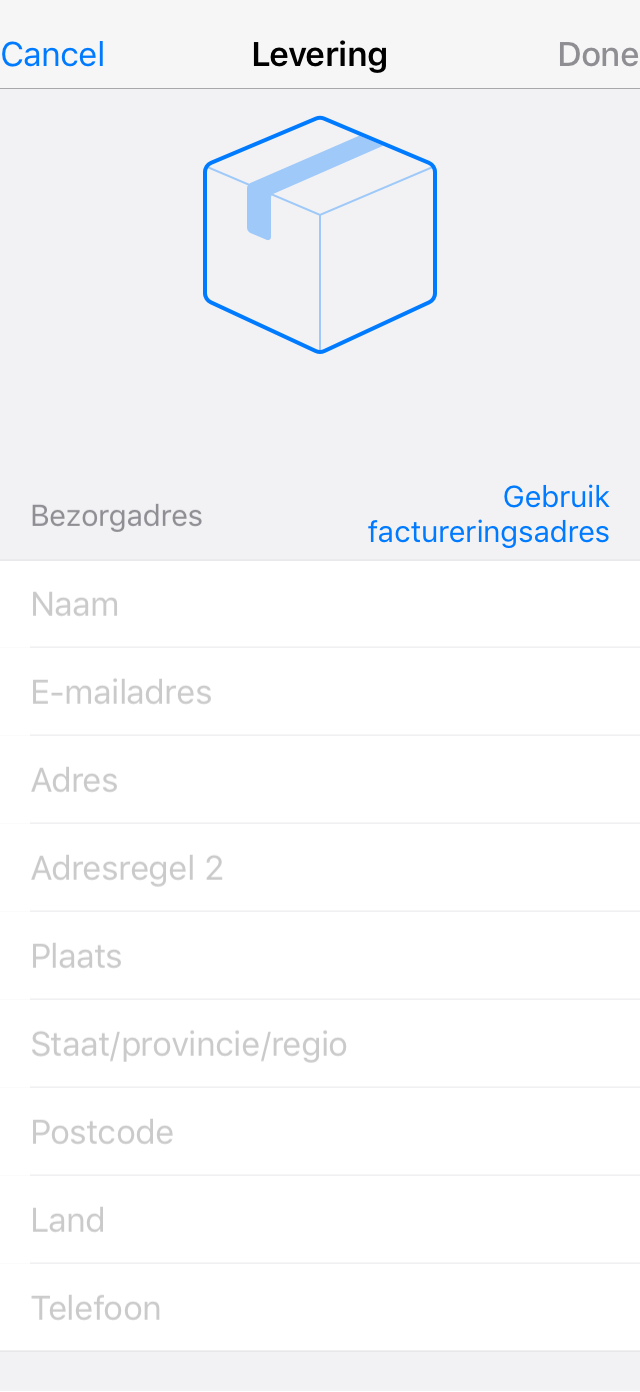 Cancel
Levering
Done
Bezorgadres
Gebruik
factureringsadres
Naam
E-mailadres
Adres
Adresregel 2
Plaats
Staat/provincie/regio
Postcode
Land
Telefoon